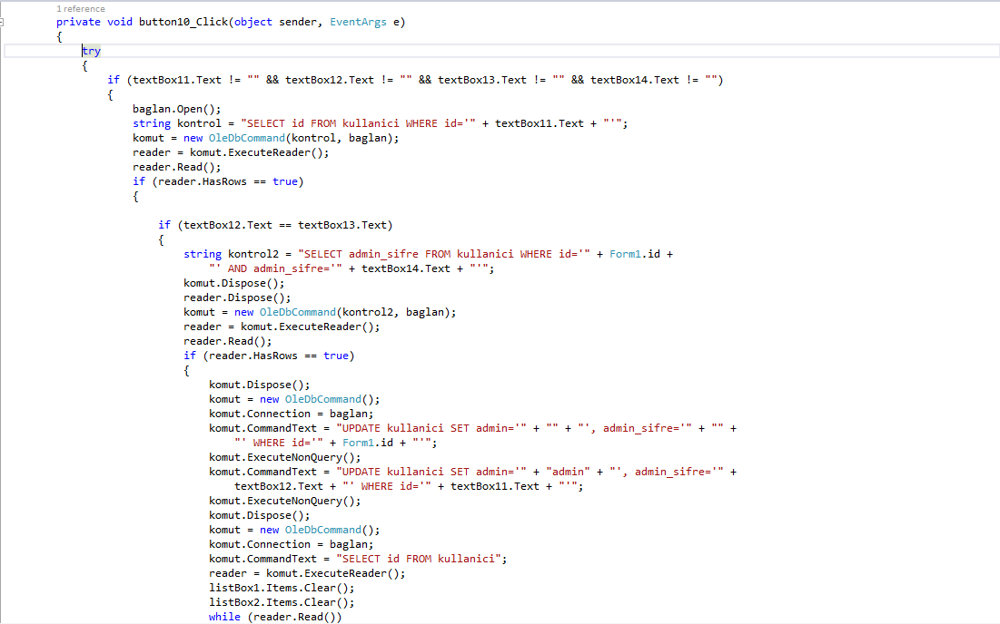 1 reference
private void button10_Click(object sender, EventArgs e)
{
try
{
if (textBox11.Text != "" && textBox12.Text != "" && textBox13.Text != "" && textBox14.Text != "")
{
baglan.Open();
string kontrol = "SELECT id FROM kullanici WHERE id='" + textBox11.Text + "'";
komut = new OleDbCommand(kontrol, baglan);
reader = komut.ExecuteReader();
reader.Read();
if (reader.HasRows == true)
{
if (textBox12.Text == textBox13.Text)
{
string kontrol2 = "SELECT admin_sifre FROM kullanici WHERE id='" + Form1.id +
"' AND admin_sifre='" + textBox14.Text + "'";
komut.Dispose();
reader.Dispose();
komut = new OleDbCommand(kontrol2, baglan);
reader = komut.ExecuteReader();
reader.Read();
if (reader.HasRows == true)
{
komut.Dispose();
komut = new OleDbCommand();
komut.Connection = baglan;
komut.CommandText = "UPDATE kullanici SET admin='" + "" + "', admin_sifre='" + "" +
"' WHERE id='" + Form1.id + "'";
komut.ExecuteNonQuery();
komut.CommandText = "UPDATE kullanici SET admin='" + "admin" + "', admin_sifre='" +
textBox12.Text + "' WHERE id='" + textBox11.Text + "'";
komut.ExecuteNonQuery();
komut.Dispose();
komut = new OleDbCommand();
komut.Connection = baglan;
komut.CommandText = "SELECT id FROM kullanici";
reader = komut.ExecuteReader();
listBox1.Items.Clear();
listBox2.Items.Clear();
while (reader.Read())